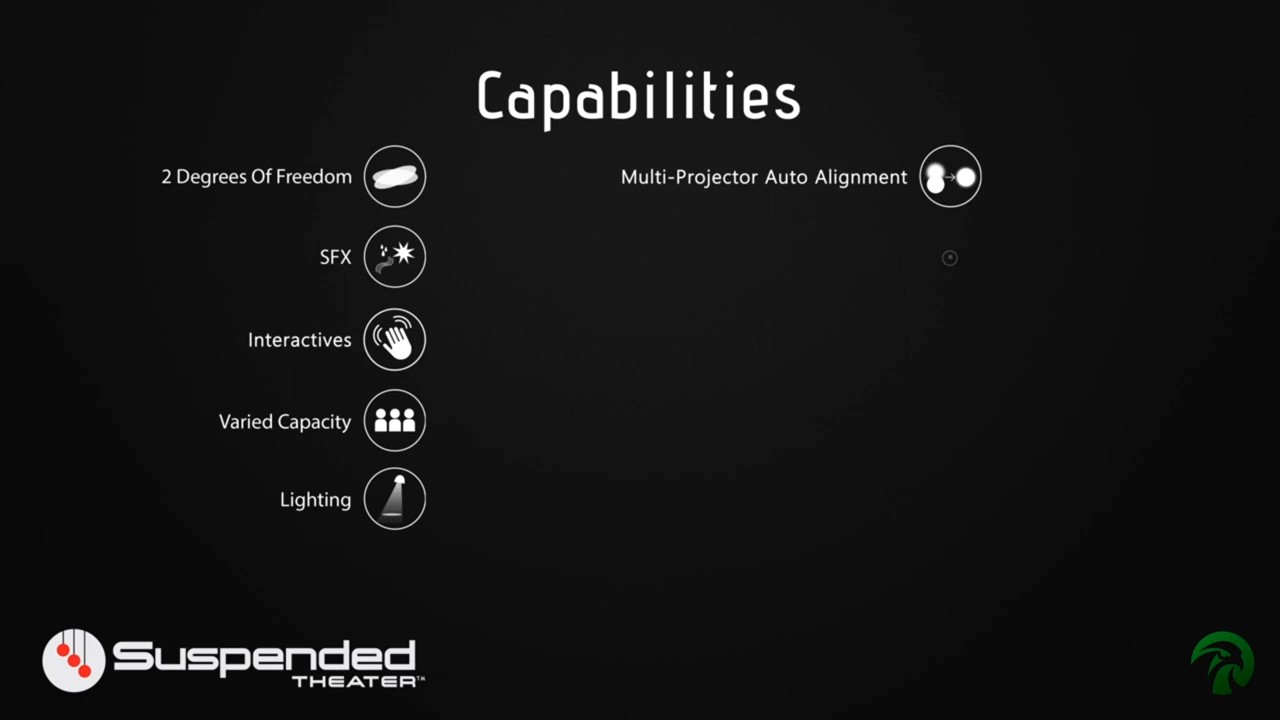 Capabilities
2 Degrees Of Freedom
SFX
Interactives
Varied Capacity
Lighting
Multi-Projector Auto Alignment
Suspended
THEATER™